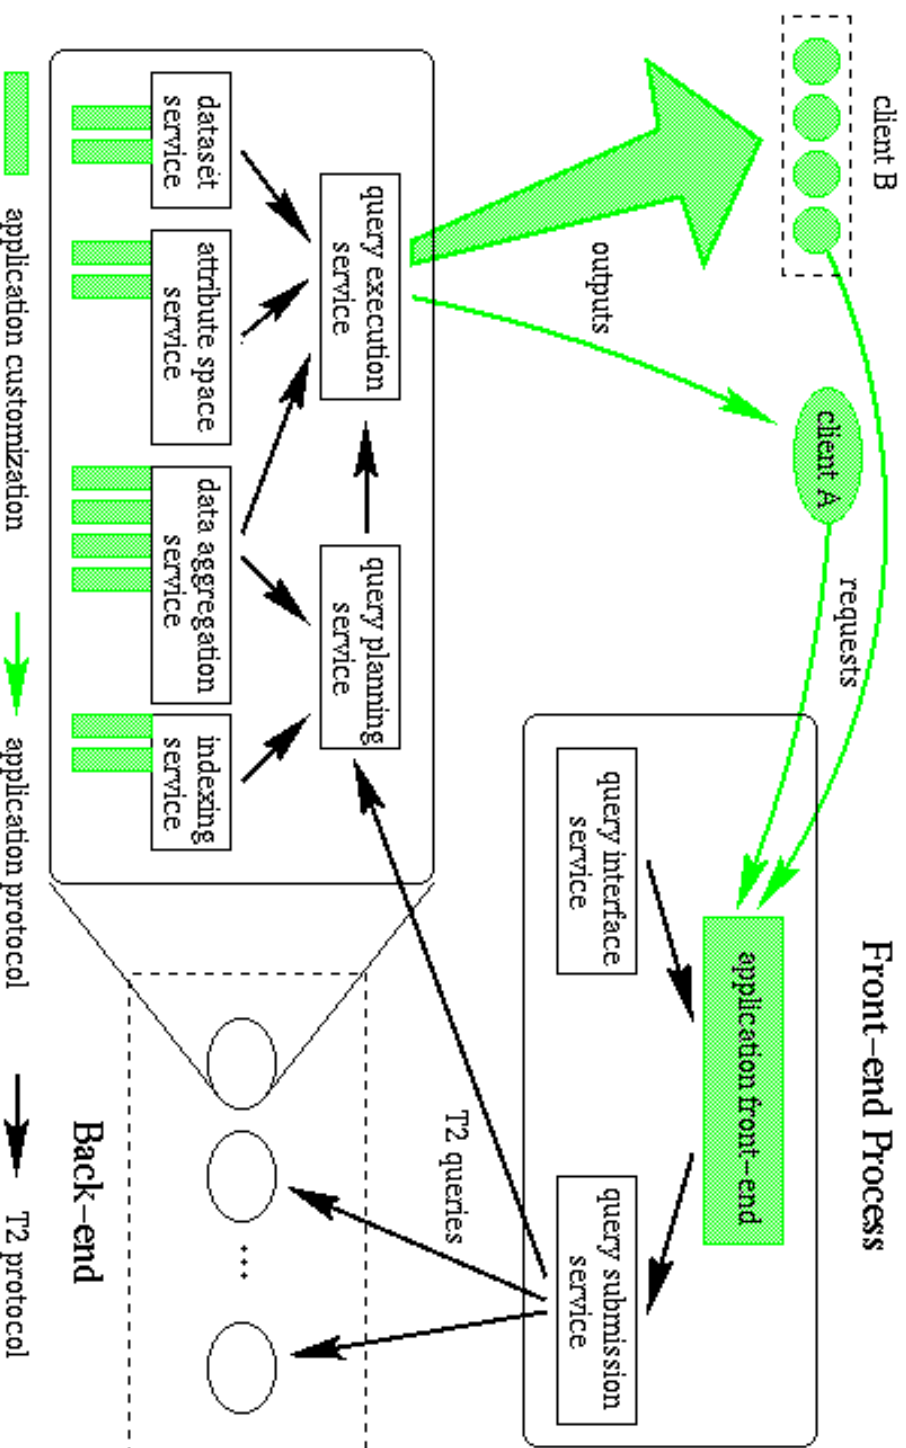 Front-end Process
client B
client A
requests
application front-end
outputs
query interface
service
query submission
service
T2 queries
query execution
service
query planning
service
dataset
service
attribute space
service
data aggregation
service
indexing
service
...
Back-end
application customization
application protocol
T2 protocol